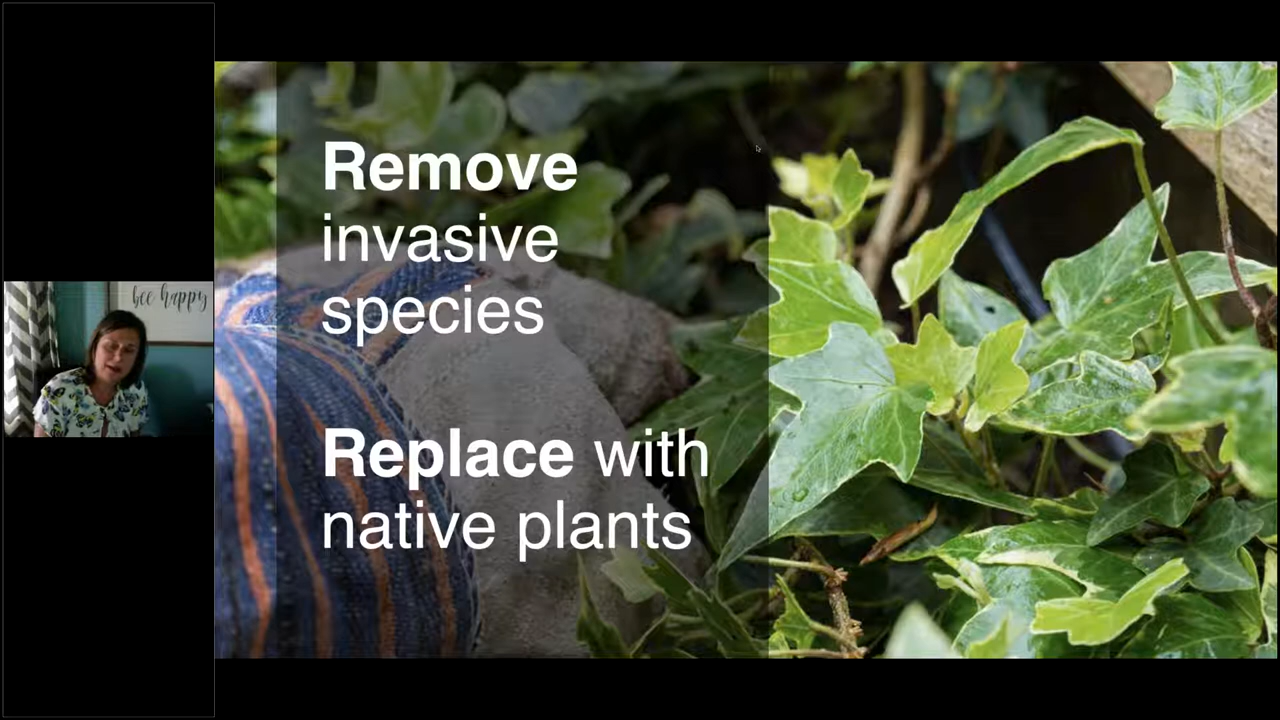 bee happy
Remove
invasive
species
Replace with
native plants